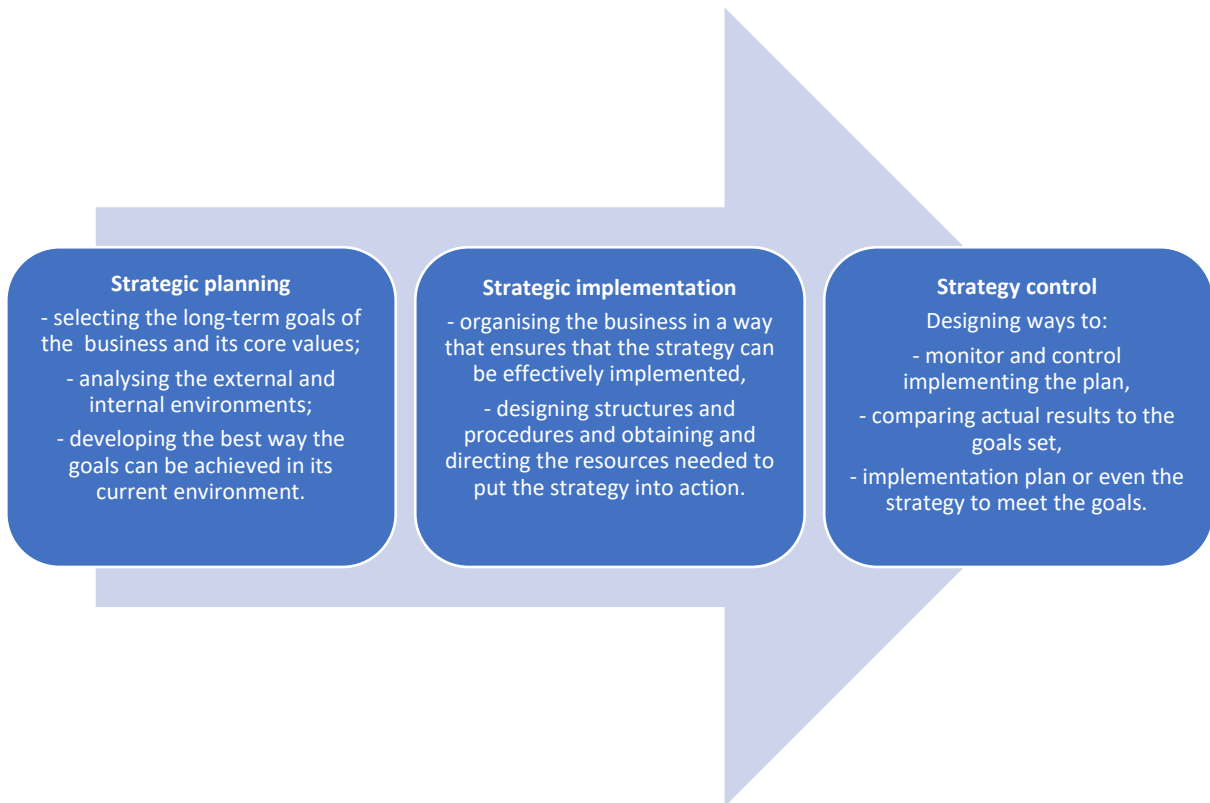 Strategic planning
- selecting the long-term goals of
the business and its core values;
- analysing the external and
internal environments;
- developing the best way the
goals can be achieved in its
current environment.
Strategic implementation
- organising the business in a way
that ensures that the strategy can
be effectively implemented,
- designing structures and
procedures and obtaining and
directing the resources needed to
put the strategy into action.
Strategy control
Designing ways to:
- monitor and control
implementing the plan,
- comparing actual results to the
goals set,
- implementation plan or even the
strategy to meet the goals.